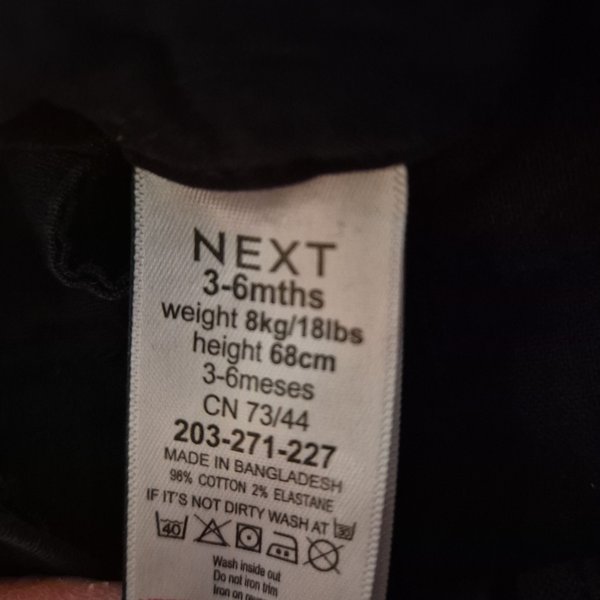 NEXT
3-6mths
weight 8kg/18lbs
height 68cm
3-6meses
CN 73/44
203-271-227
MADE IN BANGLADESH
98% COTTON 2% ELASTANE
IF IT'S NOT DIRTY WASH AT 30
40
Wash inside out
Do not iron trim
Iron on